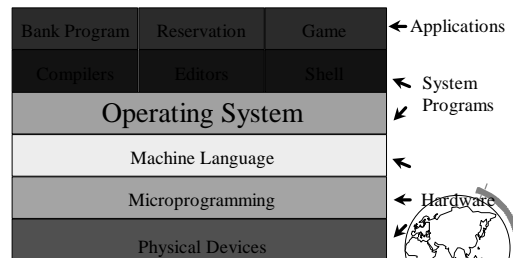 Bank Program Reservation Game Applications
Compilers Editors Shell System
Programs
Operating System
Machine Language
Microprogramming Hardware
Physical Devices